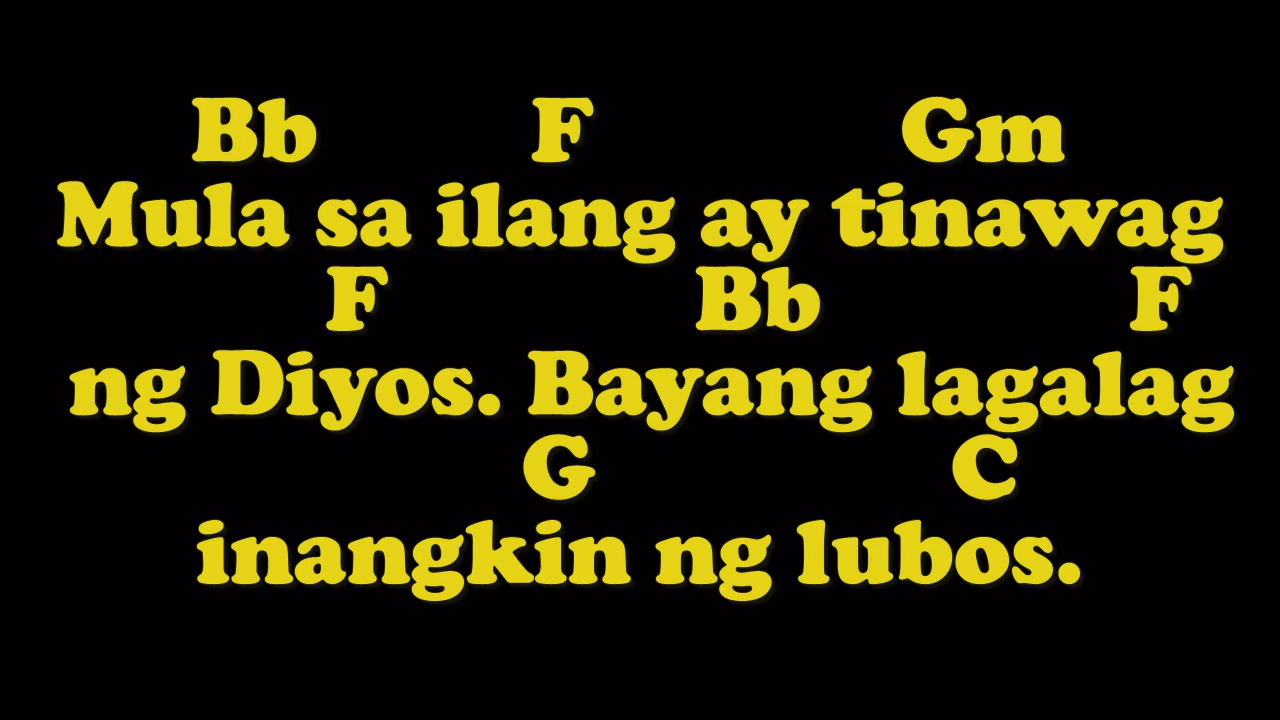 Bb F Gm
Mula sa ilang ay tinawag
F Bb F
ng Diyos. Bayang lagalag
G C
inangkin ng lubos.